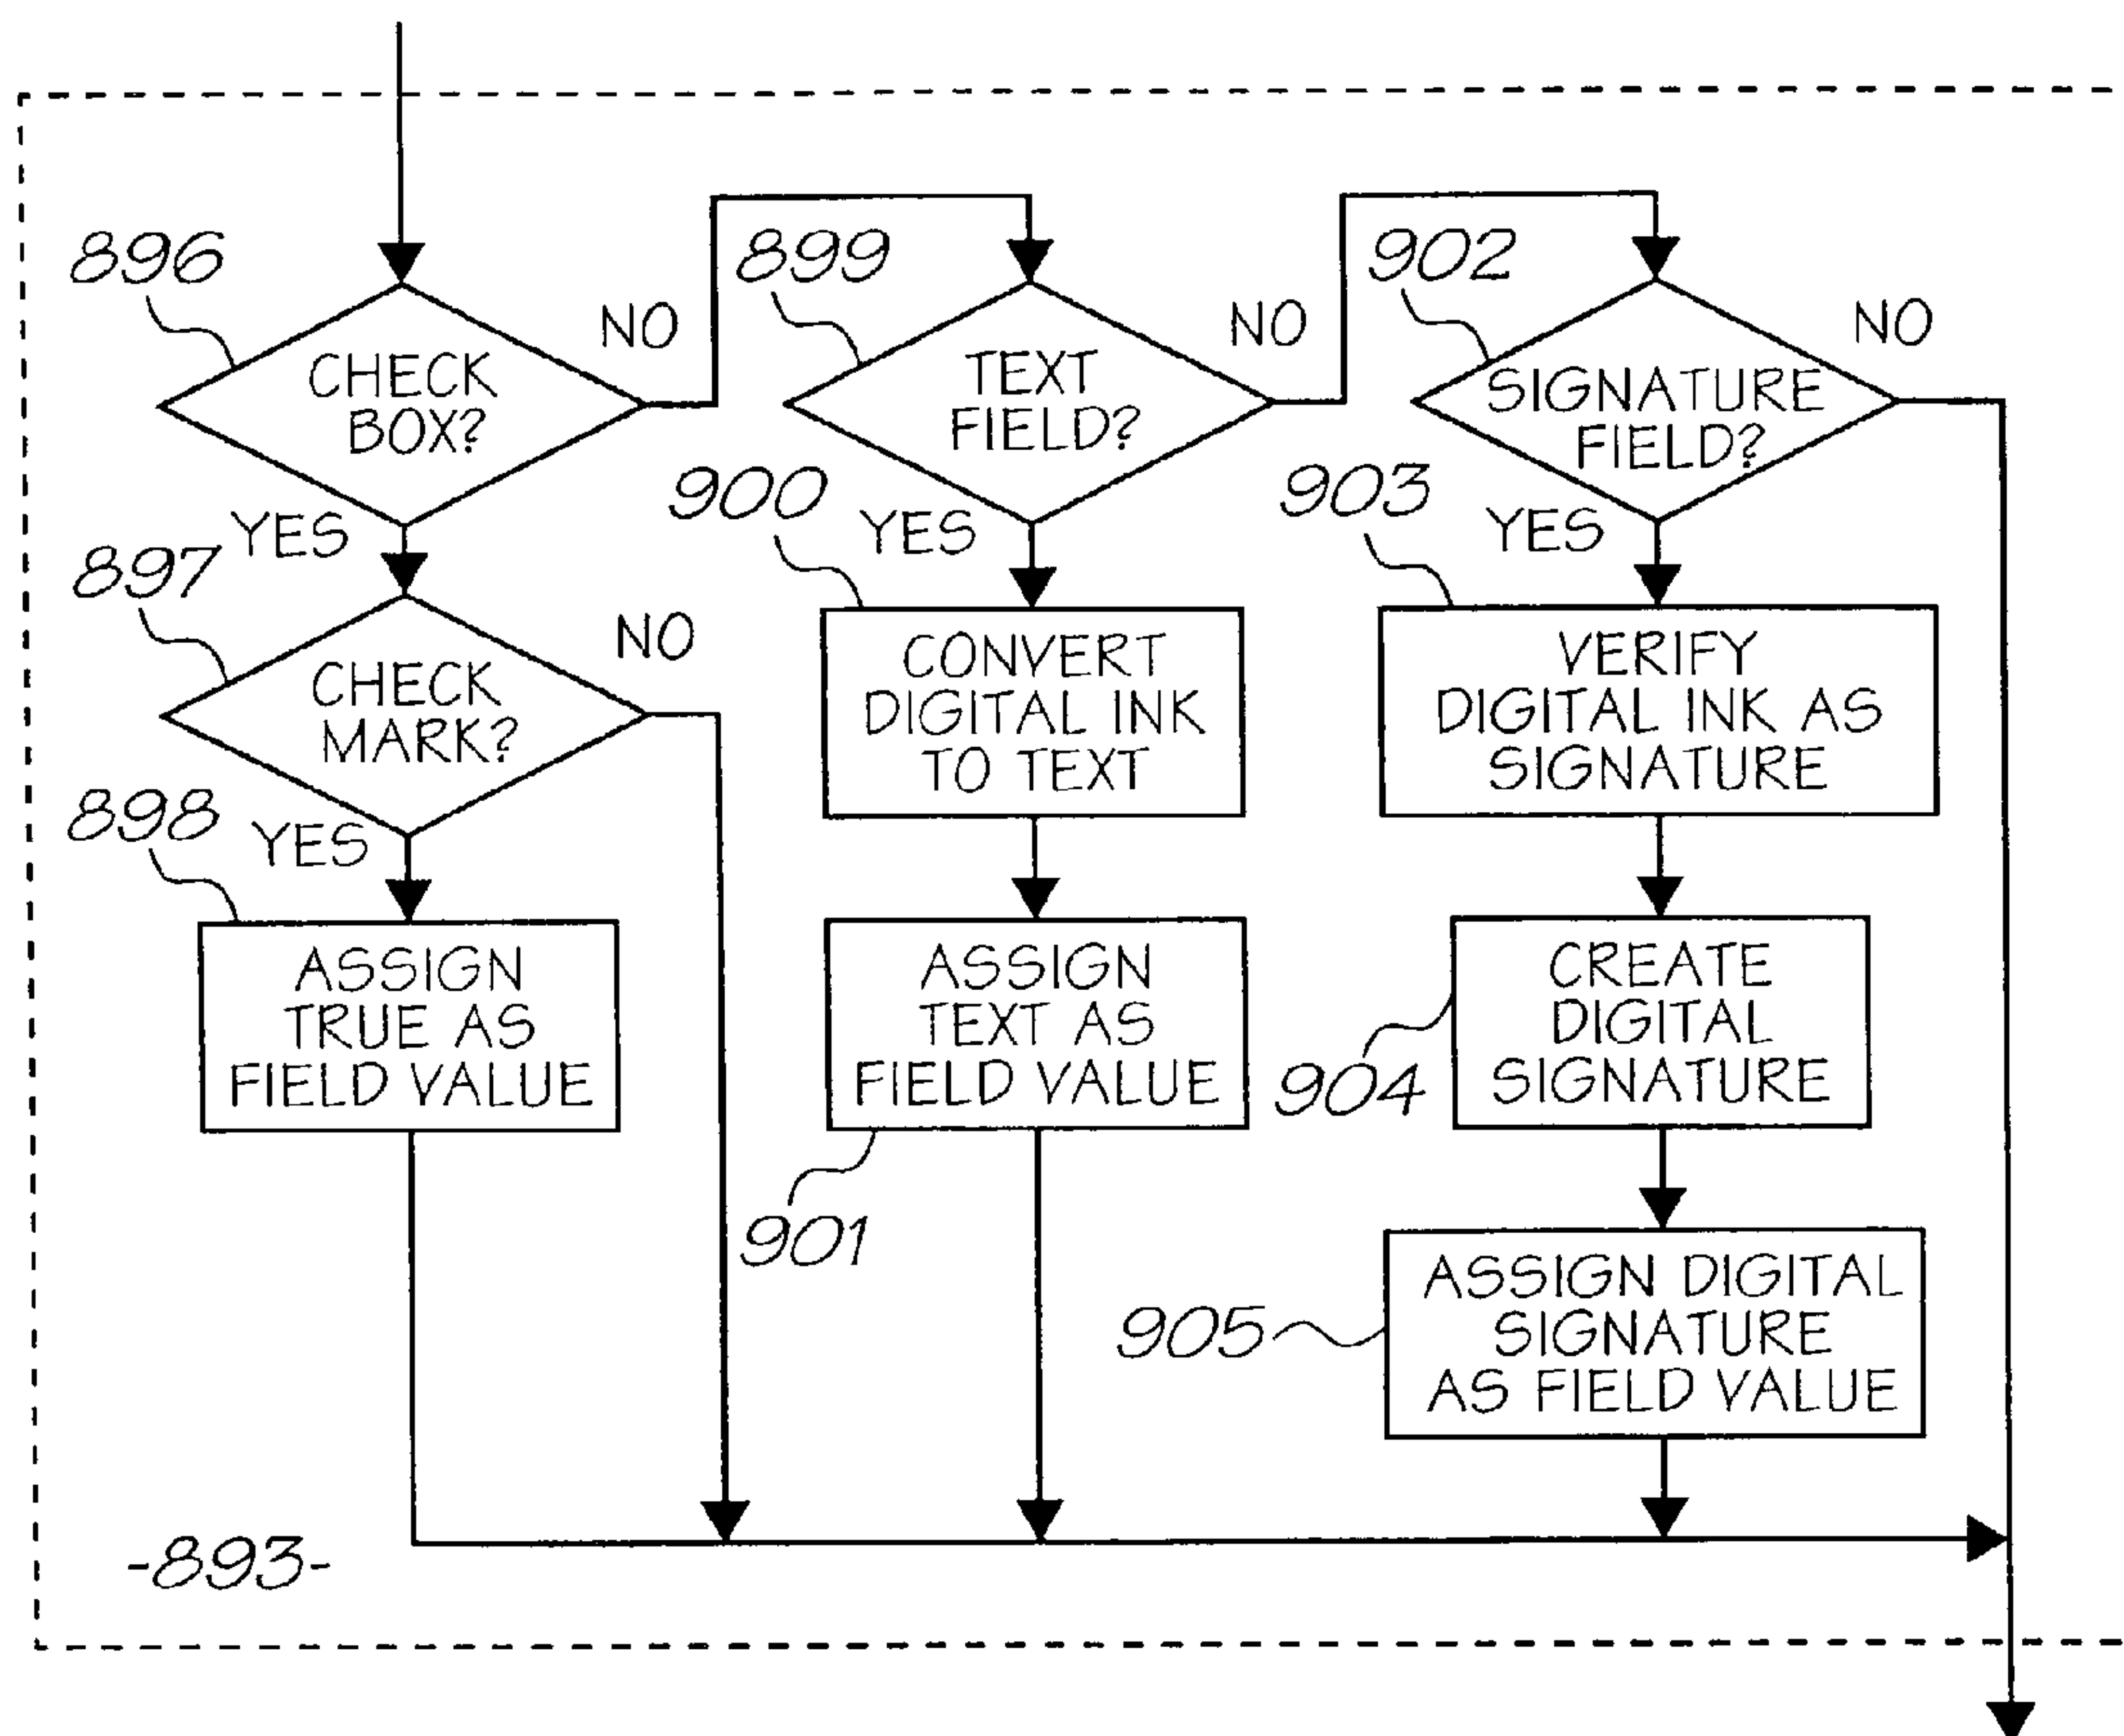 896
CHECK
BOX?
NO
YES
897
CHECK
MARK?
NO
YES
898
ASSIGN
TRUE AS
FIELD VALUE
899
TEXT
FIELD?
NO
YES
900
CONVERT
DIGITAL INK
TO TEXT
ASSIGN
TEXT AS
FIELD VALUE
901
902
SIGNATURE
FIELD?
NO
YES
903
VERIFY
DIGITAL INK AS
SIGNATURE
CREATE
DIGITAL
SIGNATURE
904
ASSIGN DIGITAL
SIGNATURE
AS FIELD VALUE
905
-893-